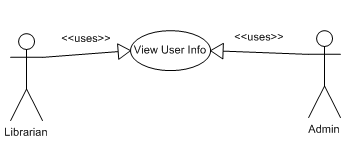 <<uses>>
<<uses>>
View User Info
Librarian
Admin